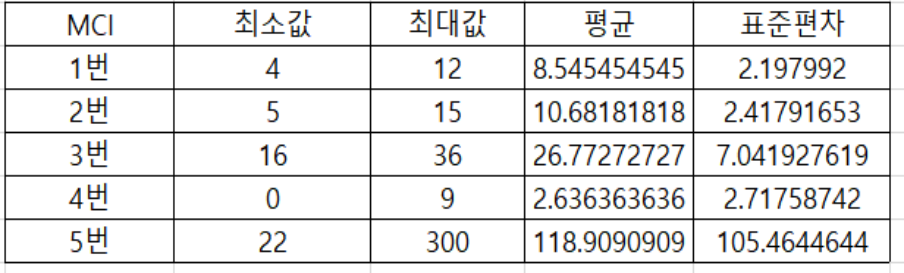 MCI 최소값 최대값 평균 표준편차
1번 4 12 8.545454545 2.197992
2번 5 15 10.68181818 2.41791653
3번 16 36 26.77272727 7.041927619
4번 0 9 2.636363636 2.71758742
5번 22 300 118.9090909 105.4644644